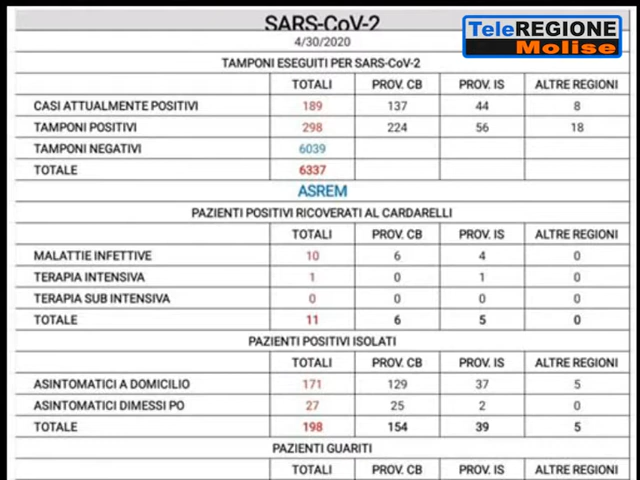 SARS-CoV-2
TeleREGIONE
Molise
4/30/2020
TAMPONI ESEGUITI PER SARS-CoV-2
TOTALI PROV. CB PROV. IS ALTRE REGIONI
CASI ATTUALMENTE POSITIVI 189 137 44 8
TAMPONI POSITIVI 298 224 56 18
TAMPONI NEGATIVI 6039
TOTALE 6337
ASREM
PAZIENTI POSITIVI RICOVERATI AL CARDARELLI
TOTALI PROV. CB PROV. IS ALTRE REGIONI
MALATTIE INFETTIVE 10 6 4 0
TERAPIA INTENSIVA 1 0 1 0
TERAPIA SUB INTENSIVA 0 0 0 0
TOTALE 11 6 5 0
PAZIENTI POSITIVI ISOLATI
TOTALI PROV. CB PROV. IS ALTRE REGIONI
ASINTOMATICI A DOMICILIO 171 129 37 5
ASINTOMATICI DIMESSI PO 27 25 2 0
TOTALE 198 154 39 5
PAZIENTI GUARITI
TOTALI PROV. CB PROV. IS ALTRE REGIONI